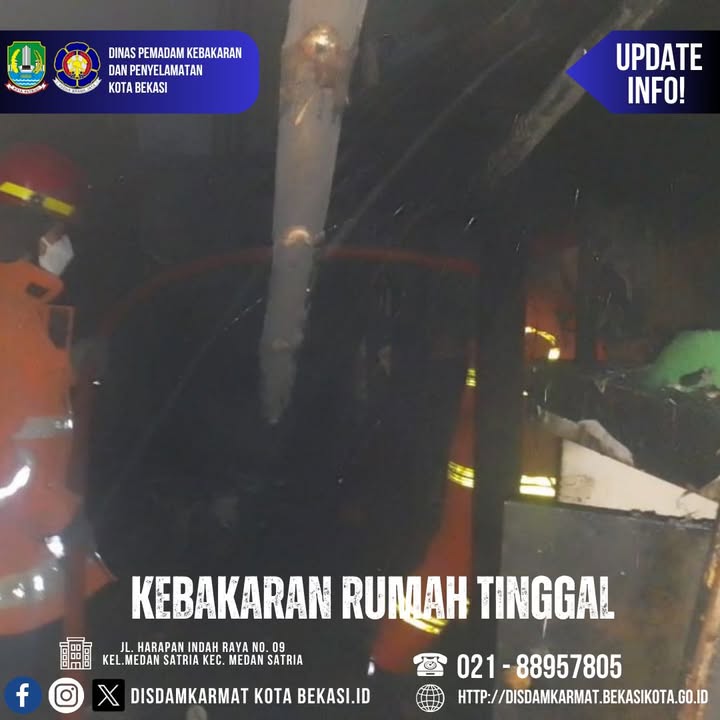 DINAS PEMADAM KEBAKARAN
DAN PENYELAMATAN
KOTA BEKASI
UPDATE
INFO!
KEBAKARAN RUMAH TINGGAL
JL. HARAPAN INDAH RAYA NO. 09
KEL.MEDAN SATRIA KEC. MEDAN SATRIA
021 - 88957805
DISDAMKARMAT KOTA BEKASI.ID
HTTP://DISDAMKARMAT.BEKASIKOTA.GO.ID